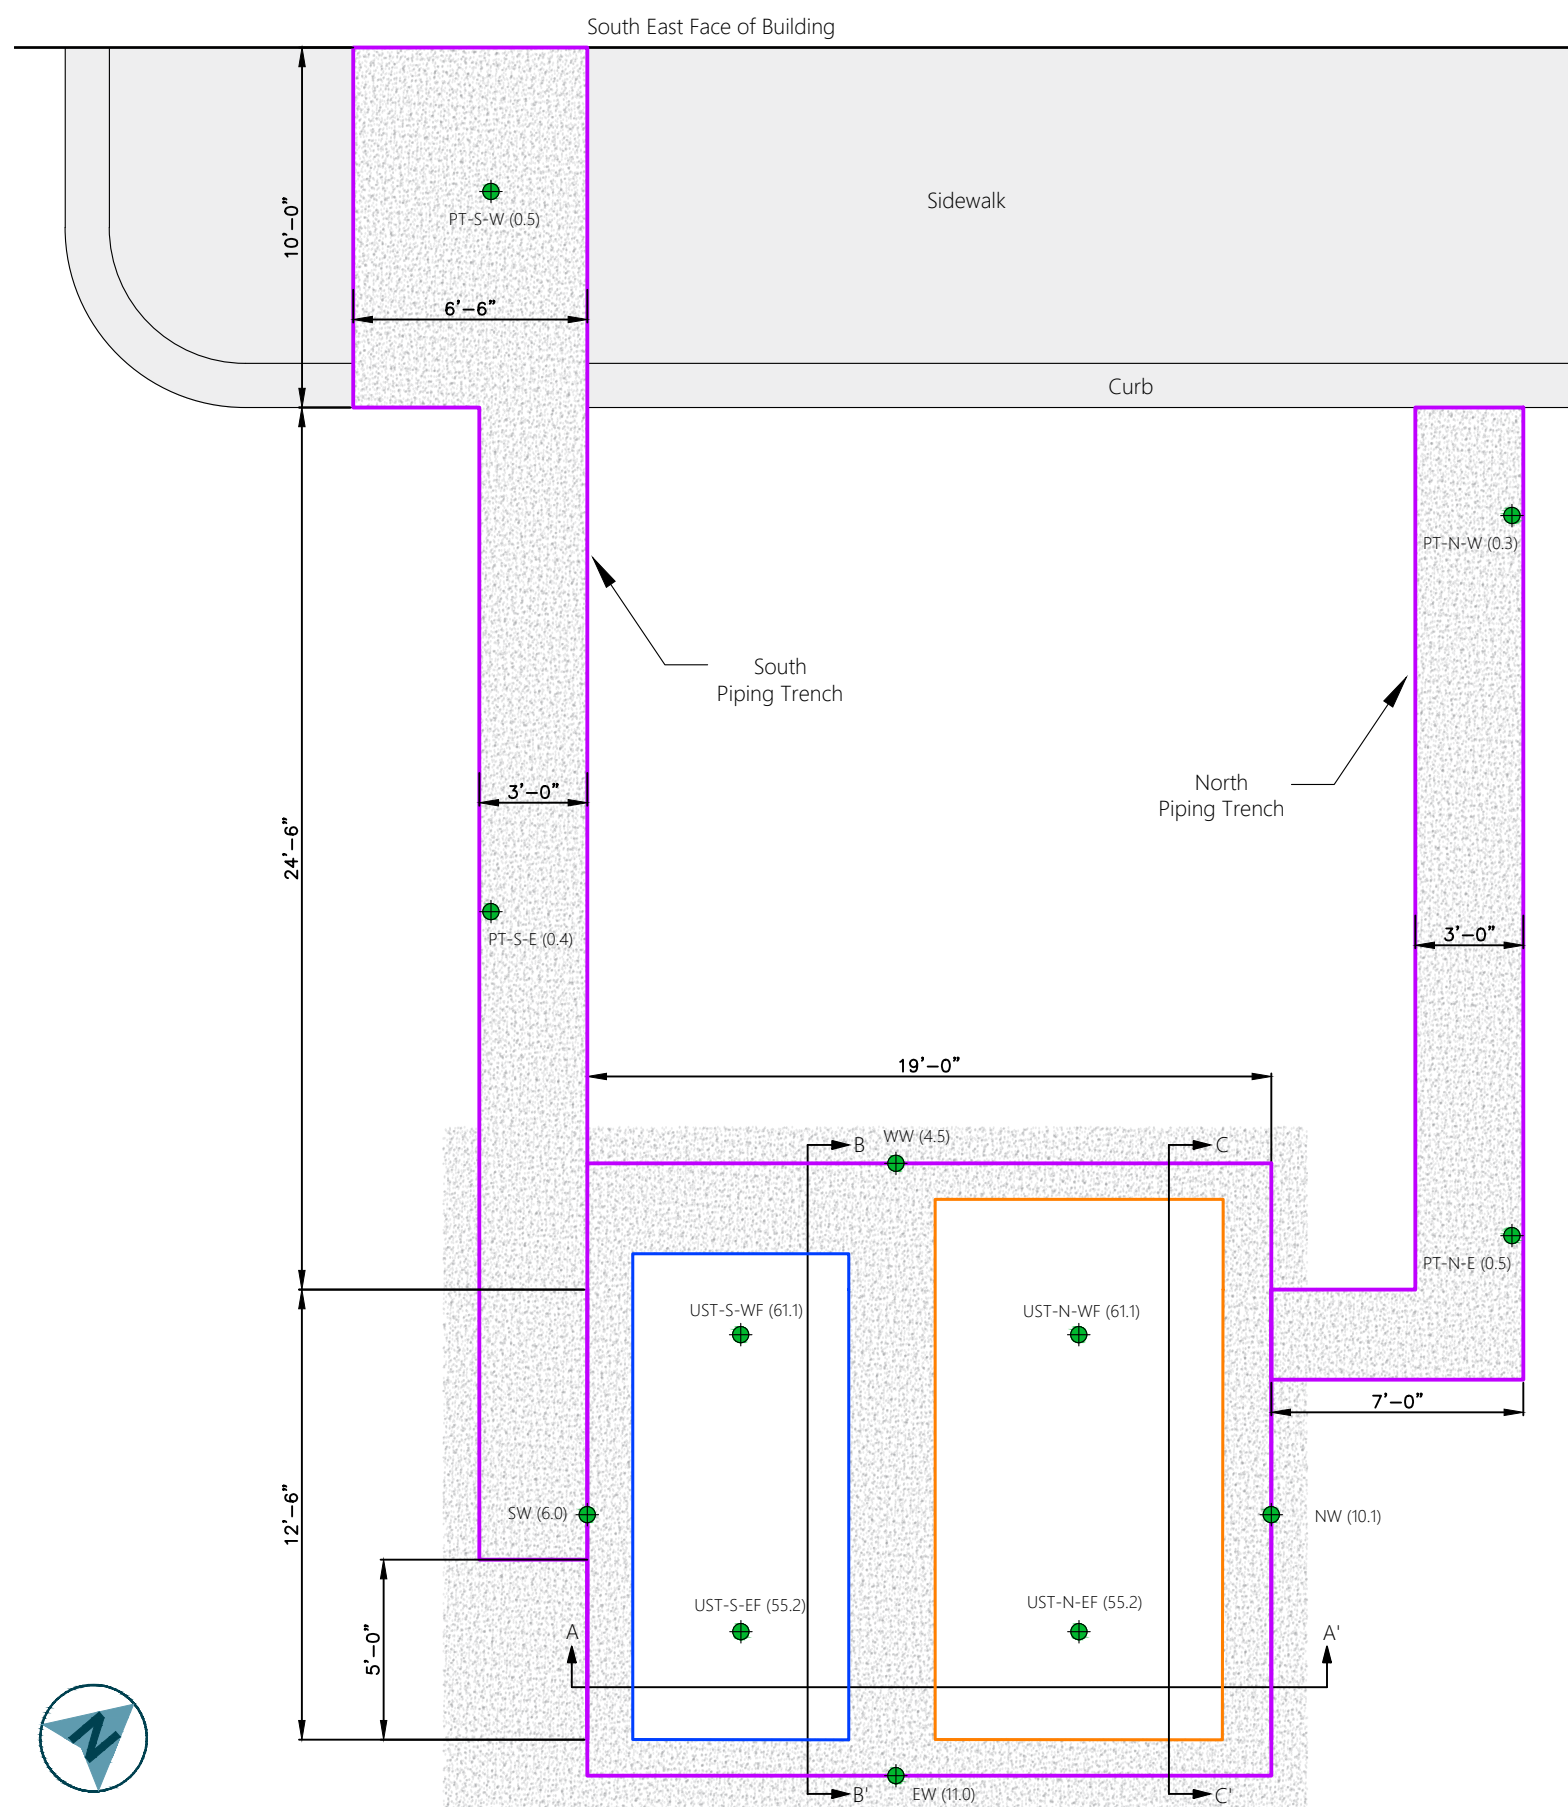 South East Face of Building
Sidewalk
PT-S-W (0.5)
10'-0"
6'-6"
Curb
PT-N-W (0.3)
South
Piping Trench
North
Piping Trench
3'-0"
24'-6"
PT-S-E (0.4)
3'-0"
19'-0"
WW (4.5)
B
C
PT-N-E (0.5)
UST-S-WF (61.1)
UST-N-WF (61.1)
7'-0"
SW (6.0)
NW (10.1)
12'-6"
UST-S-EF (55.2)
UST-N-EF (55.2)
A
A'
5'-0"
N
B'
EW (11.0)
C'